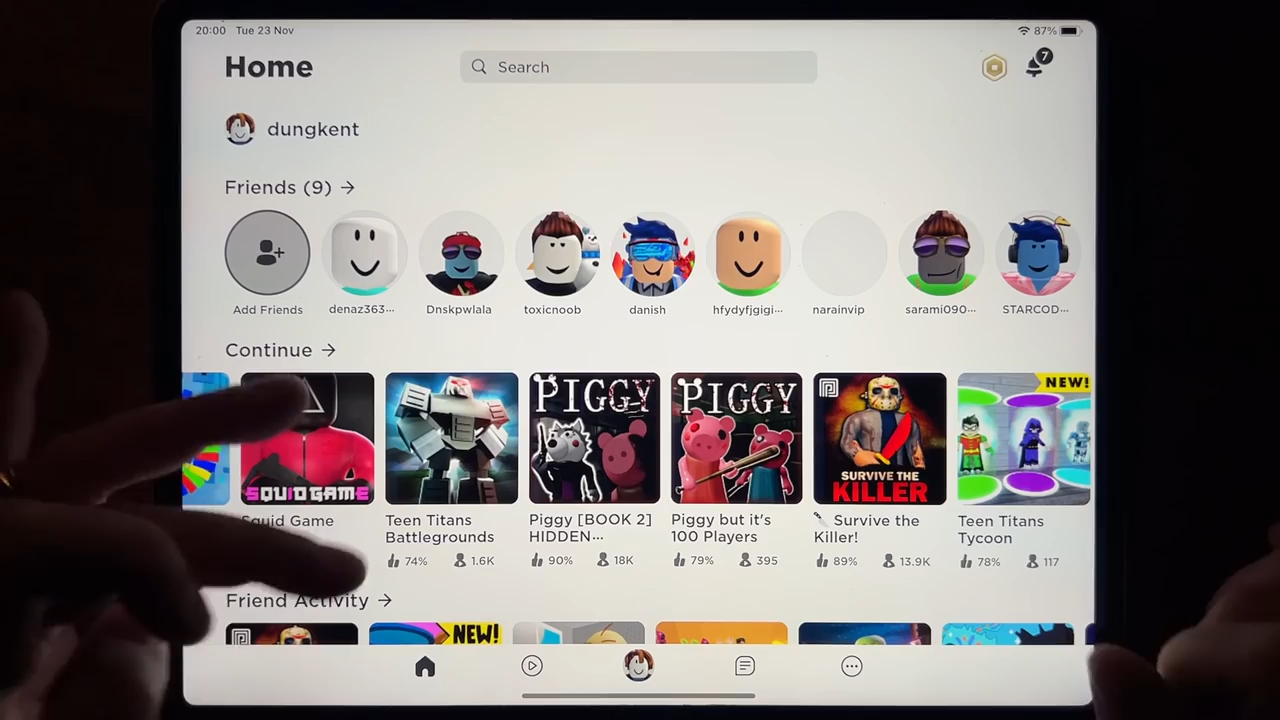 20:00 Tue 23 Nov
87%
Home
Search
7
dungkent
Friends (9) →
Add Friends
denaz363...
Dnskpwlala
toxicnoob
danish
hfydyfjgigi...
narainvip
sarami090...
STARCOD...
Continue →
SQUID GAME
PIGGY
PIGGY
SURVIVE THE
KILLER
NEW!
Squid Game
Teen Titans
Battlegrounds
74% 1.6K
Piggy [BOOK 2]
HIDDEN...
90% 18K
Piggy but it's
100 Players
79% 395
🔪 Survive the
Killer!
89% 13.9K
Teen Titans
Tycoon
78% 117
Friend Activity →
NEW!